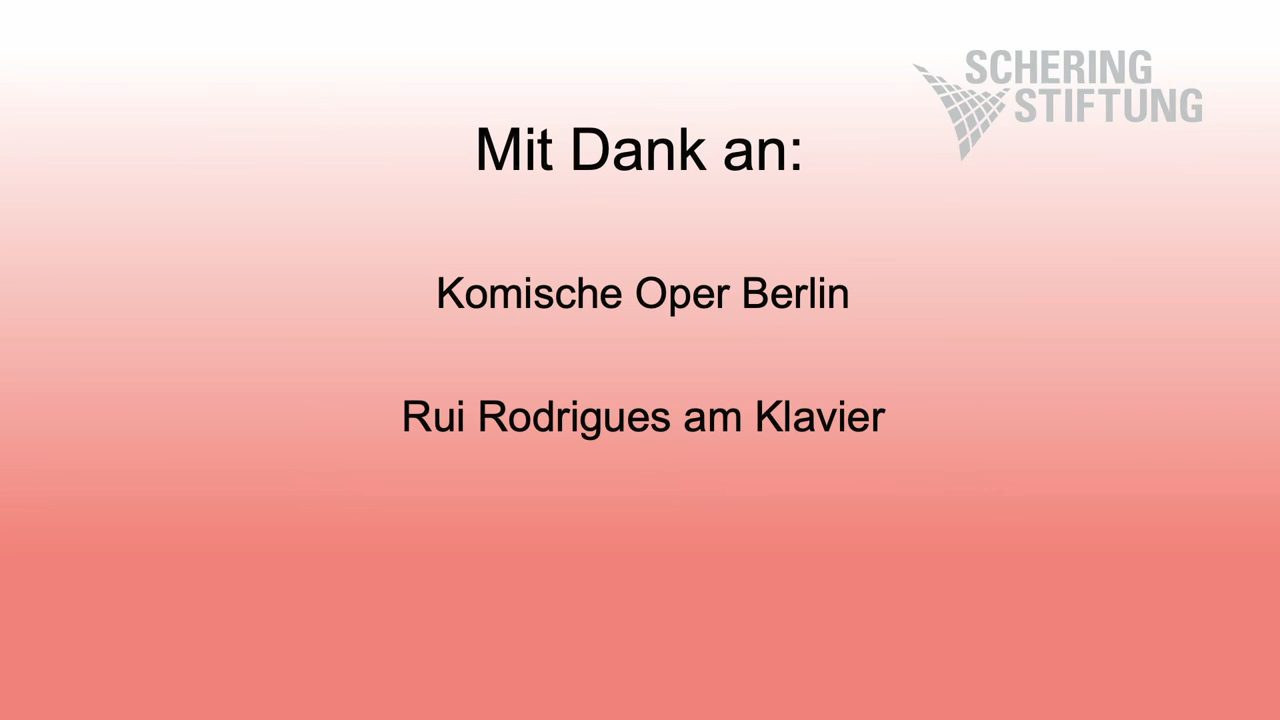 SCHERING
STIFTUNG
Mit Dank an:
Komische Oper Berlin
Rui Rodrigues am Klavier